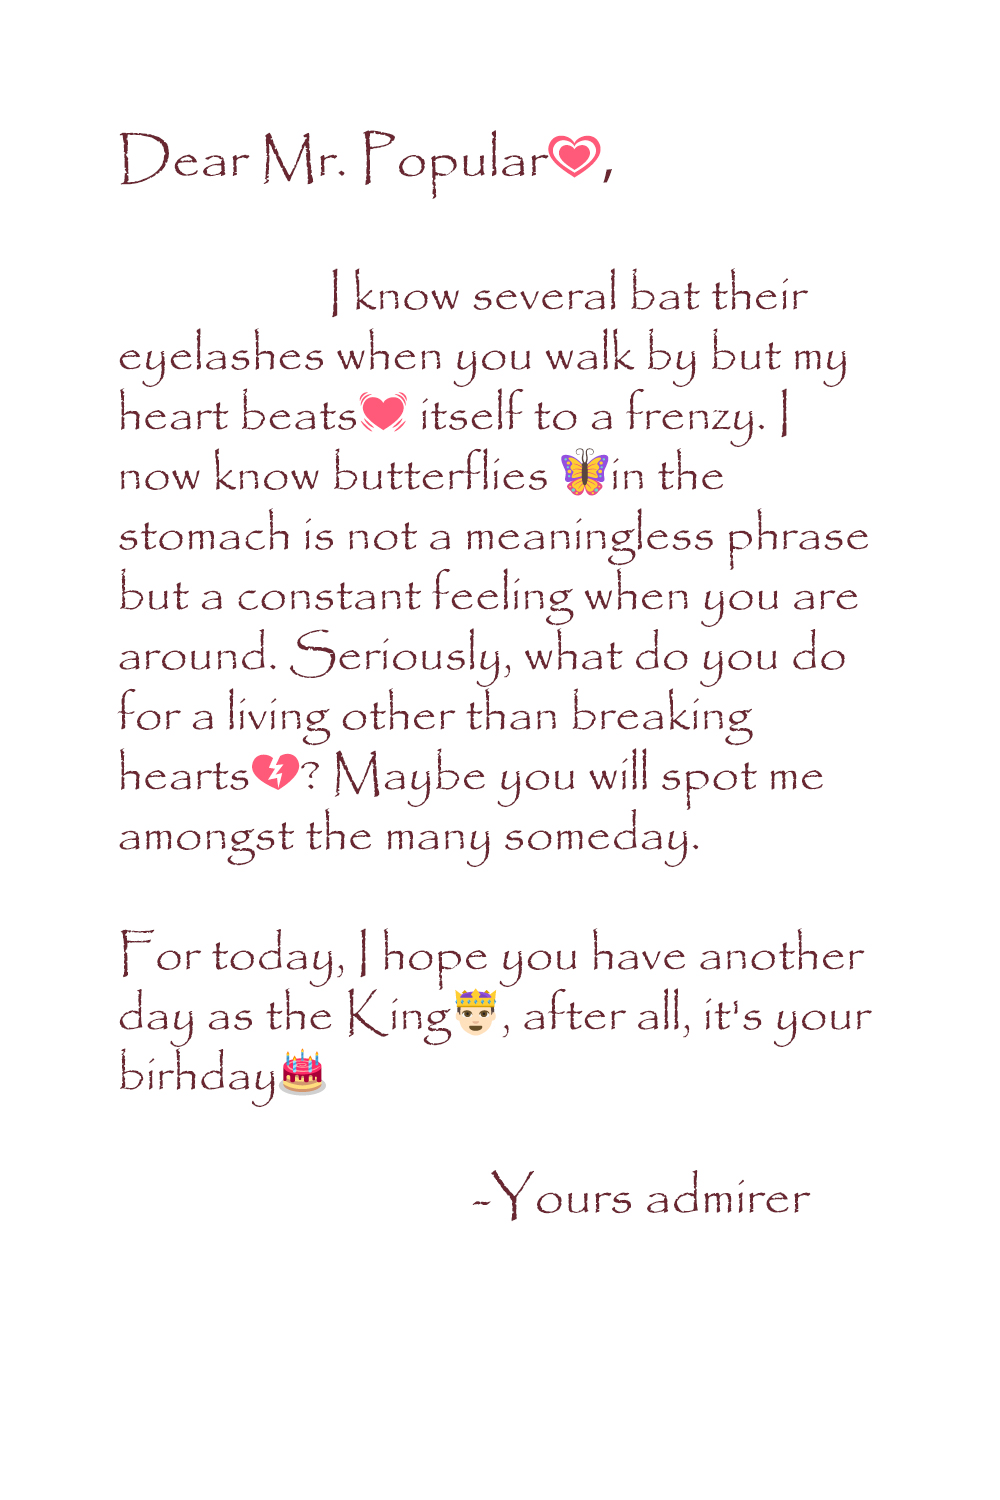 Dear Mr. Popular💗,
I know several bat their
eyelashes when you walk by but my
heart beats💓 itself to a frenzy. I
now know butterflies 🦋in the
stomach is not a meaningless phrase
but a constant feeling when you are
around. Seriously, what do you do
for a living other than breaking
hearts💔? Maybe you will spot me
amongst the many someday.
For today, I hope you have another
day as the King🤴🏻, after all, it's your
birhday🎂
-Yours admirer